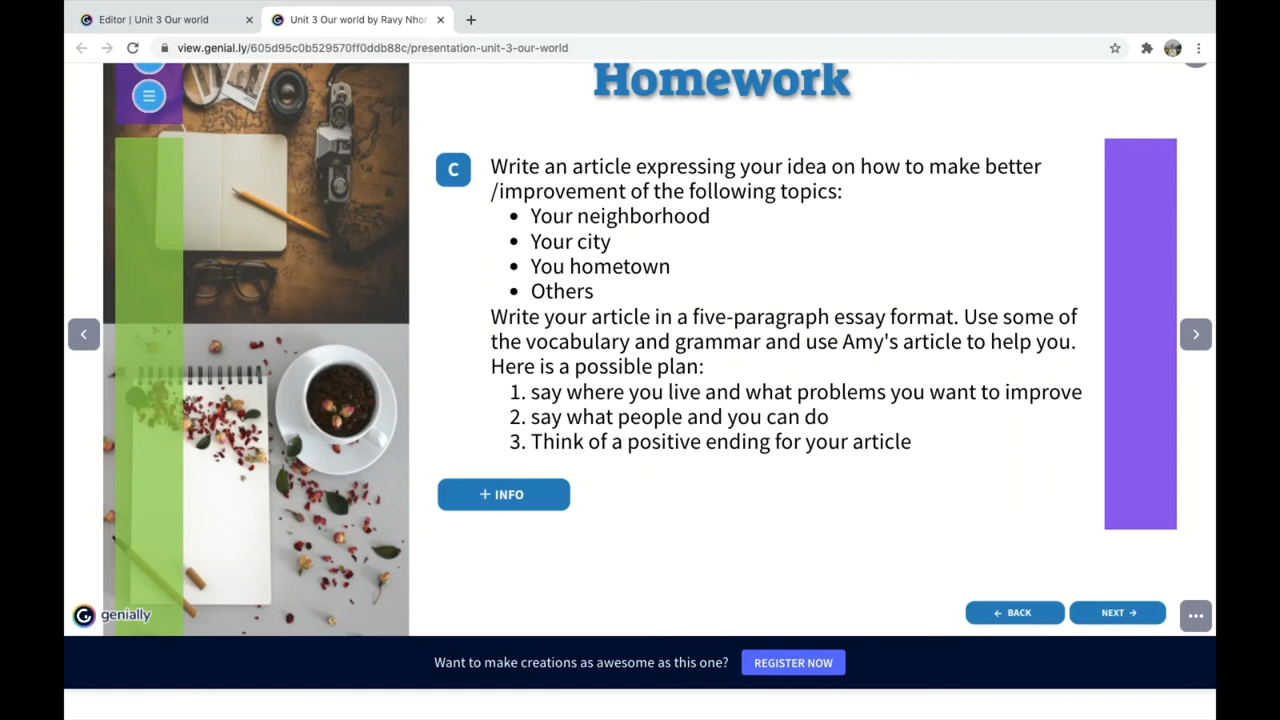 Editor | Unit 3 Our world
Unit 3 Our world by Ravy Nhor
view.genial.ly/605d95c0b529570ff0ddb88c/presentation-unit-3-our-world
Homework
C
Write an article expressing your idea on how to make better
/improvement of the following topics:
• Your neighborhood
• Your city
• You hometown
• Others
Write your article in a five-paragraph essay format. Use some of
the vocabulary and grammar and use Amy's article to help you.
Here is a possible plan:
1. say where you live and what problems you want to improve
2. say what people and you can do
3. Think of a positive ending for your article
+ INFO
genially
← BACK
NEXT →
Want to make creations as awesome as this one?
REGISTER NOW